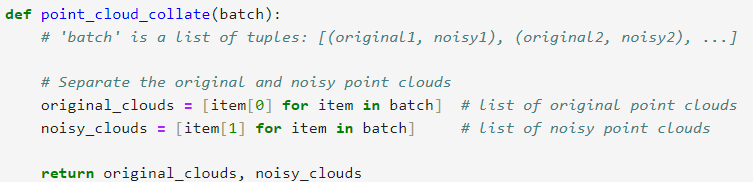 def point_cloud_collate(batch):
    # 'batch' is a list of tuples: [(original1, noisy1), (original2, noisy2), ...]

    # Separate the original and noisy point clouds
    original_clouds = [item[0] for item in batch]  # list of original point clouds
    noisy_clouds = [item[1] for item in batch]     # list of noisy point clouds

    return original_clouds, noisy_clouds